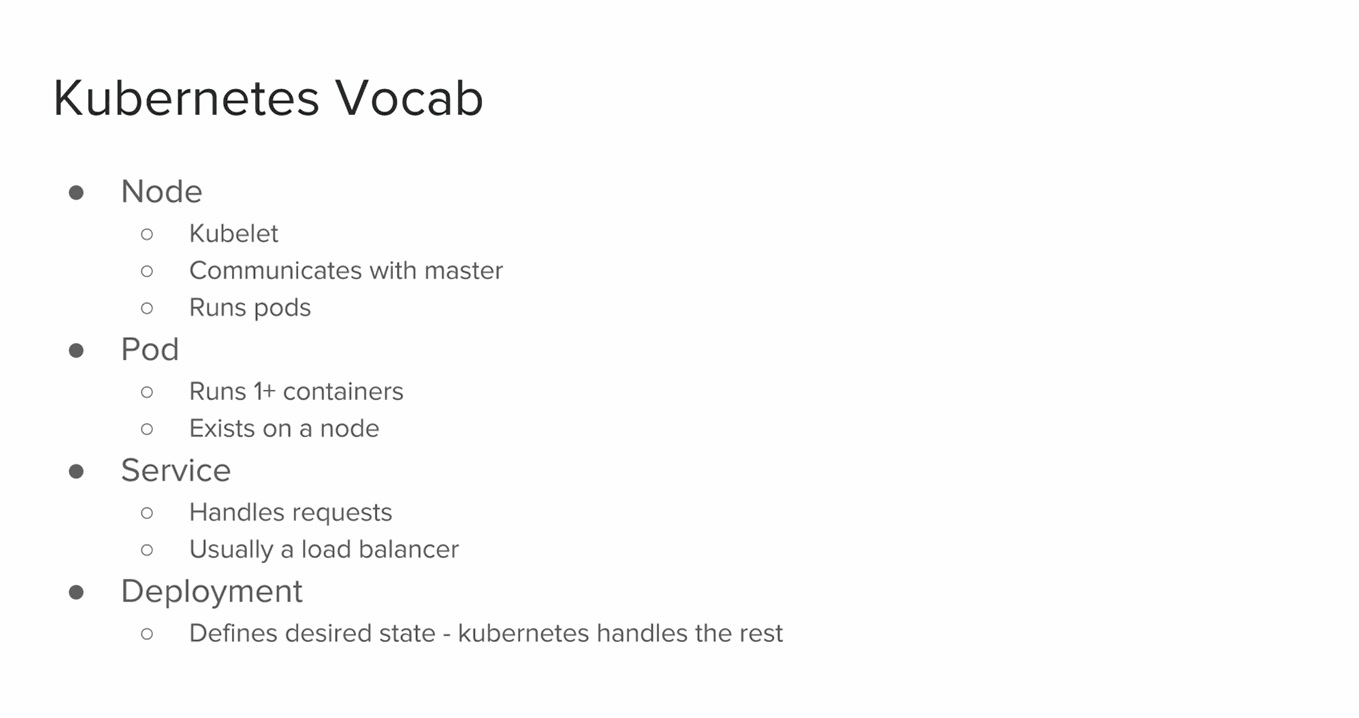 Kubernetes Vocab
● Node
○ Kubelet
○ Communicates with master
○ Runs pods
● Pod
○ Runs 1+ containers
○ Exists on a node
● Service
○ Handles requests
○ Usually a load balancer
● Deployment
○ Defines desired state - kubernetes handles the rest